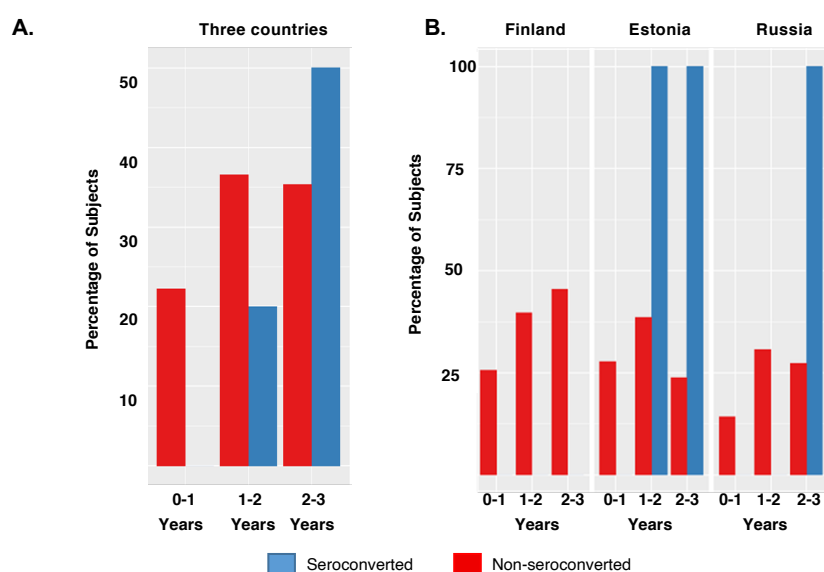 A.
Three countries
Percentage of Subjects
50
40
30
20
10
0-1 1-2 2-3
Years Years Years
B.
Finland Estonia Russia
Percentage of Subjects
100
75
50
25
0-1 1-2 2-3 0-1 1-2 2-3 0-1 1-2 2-3
Years Years Years
Seroconverted Non-seroconverted